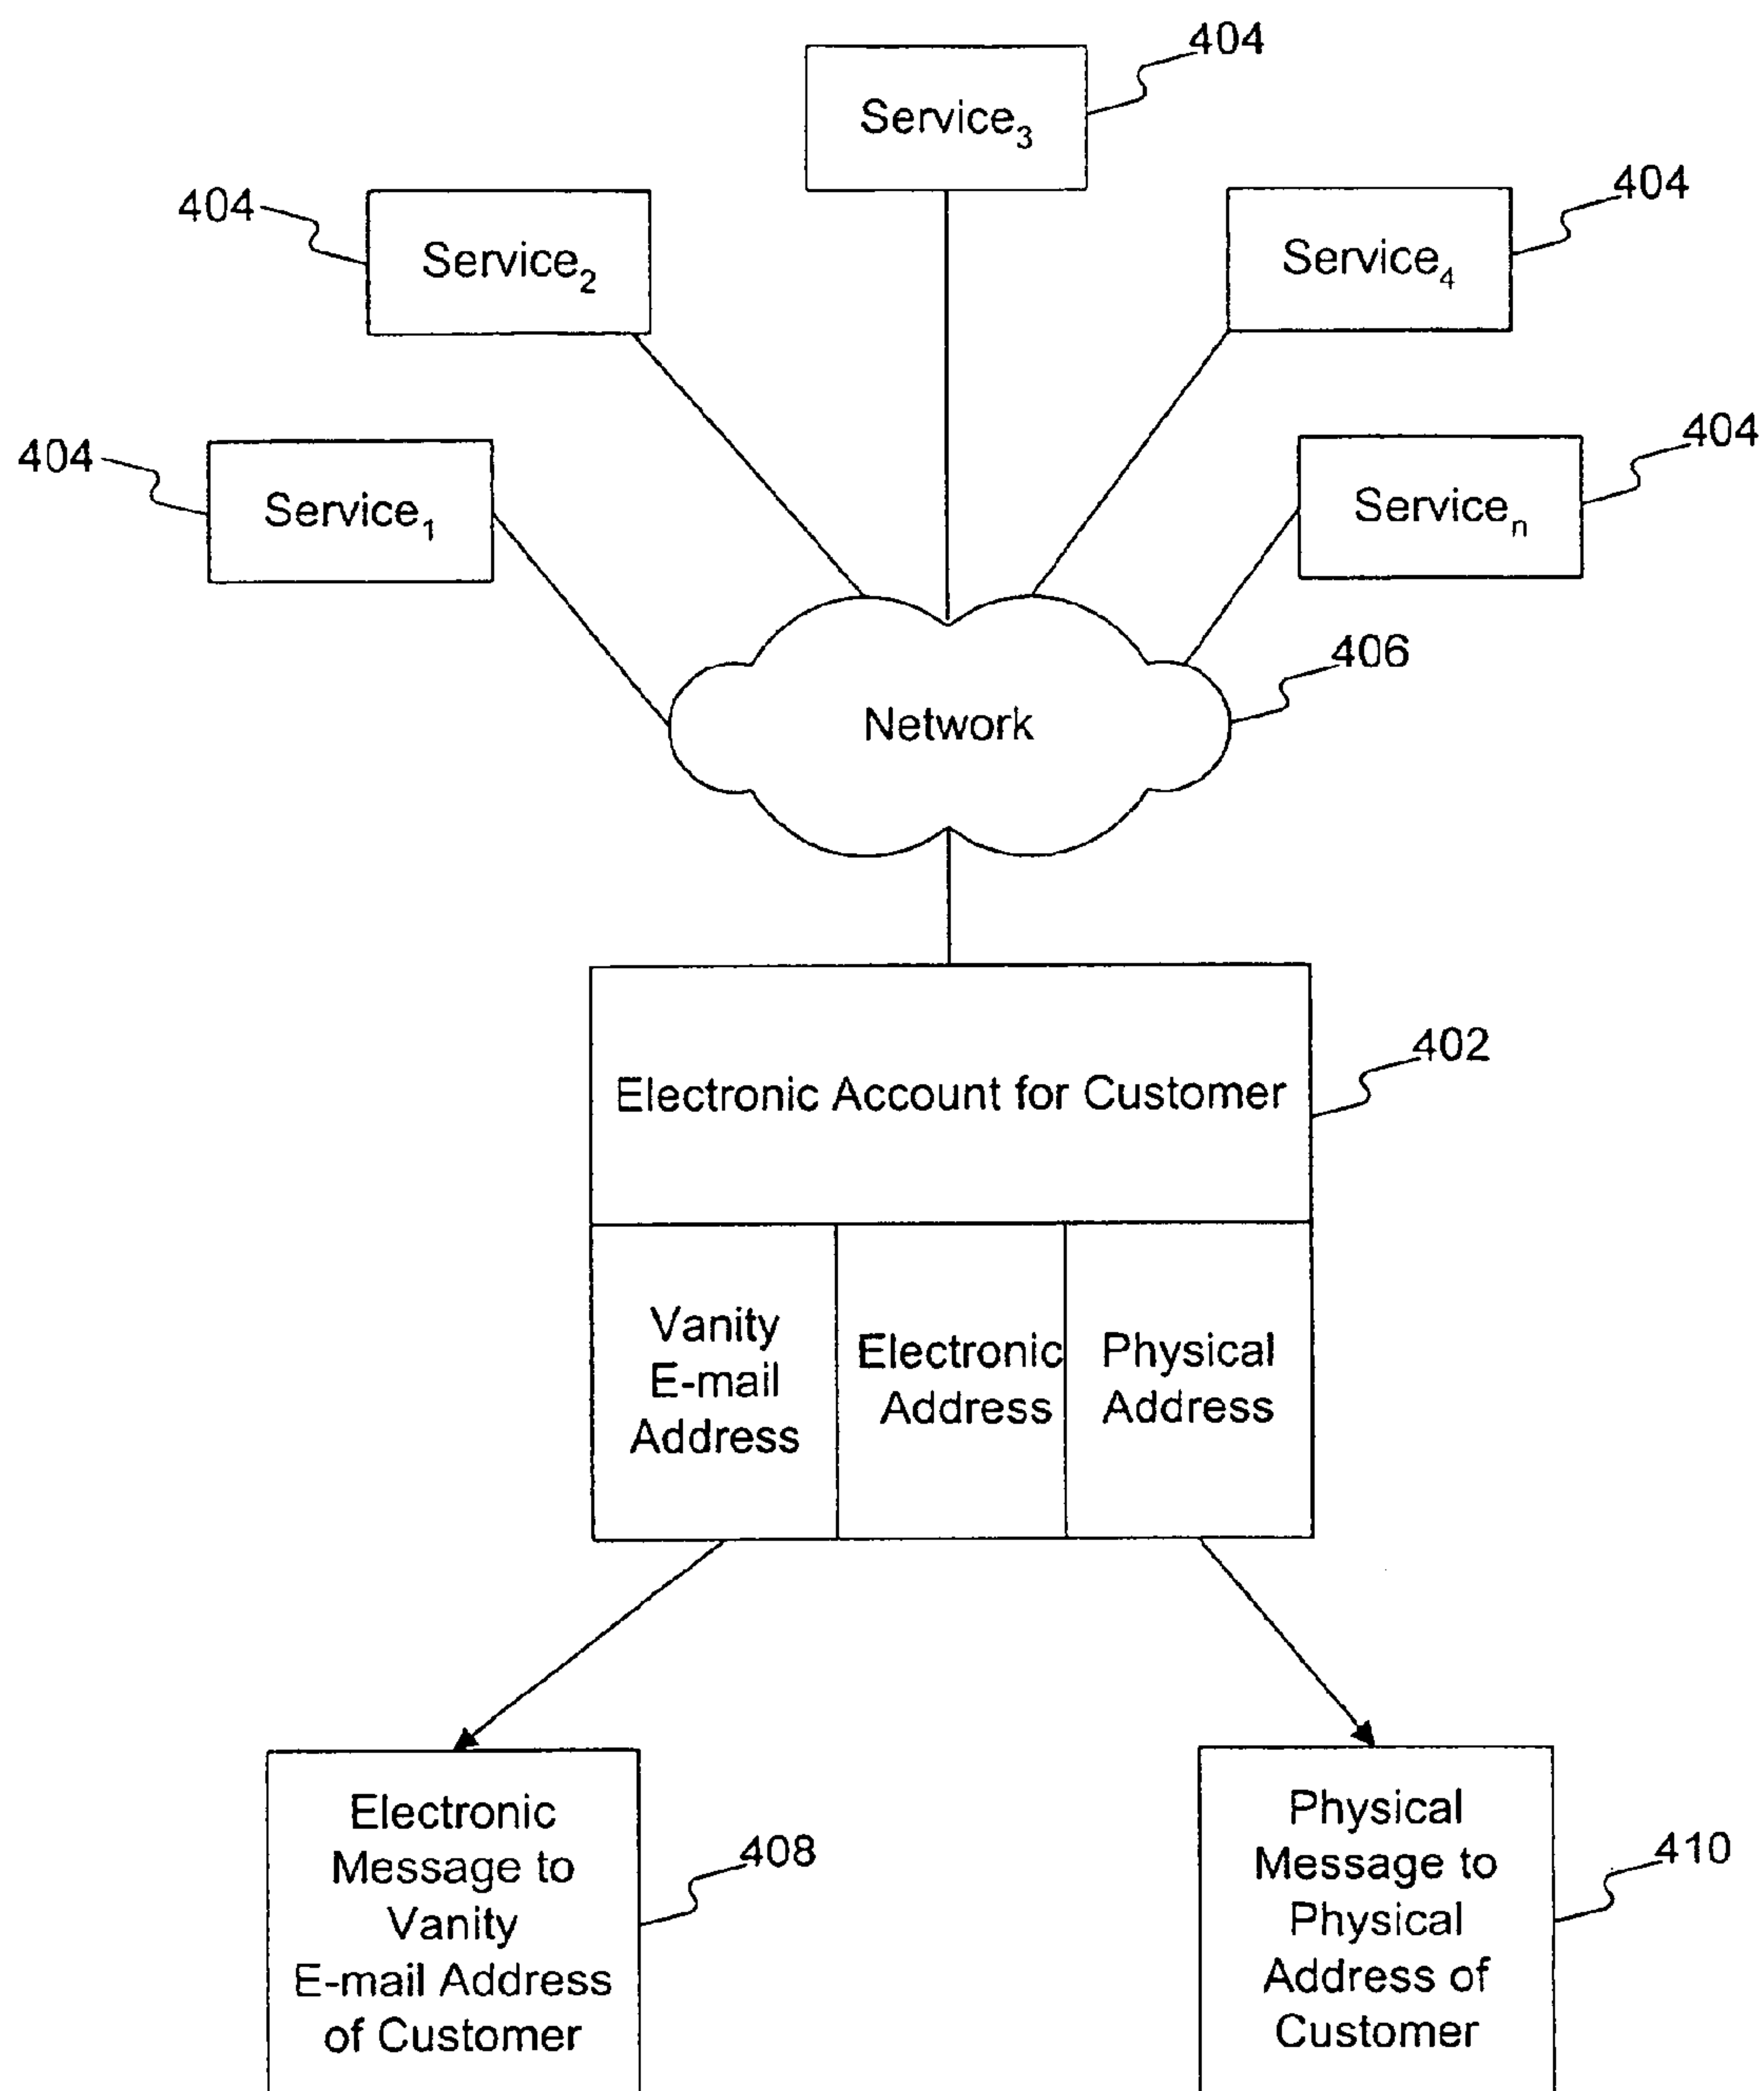 404
Service3
404
404
Service2
Service4
404
404
Service1
Servicen
404
Network
406
Electronic Account for Customer
402
Vanity
E-mail
Address
Electronic
Address
Physical
Address
Electronic
Message to
Vanity
E-mail Address
of Customer
408
Physical
Message to
Physical
Address of
Customer
410